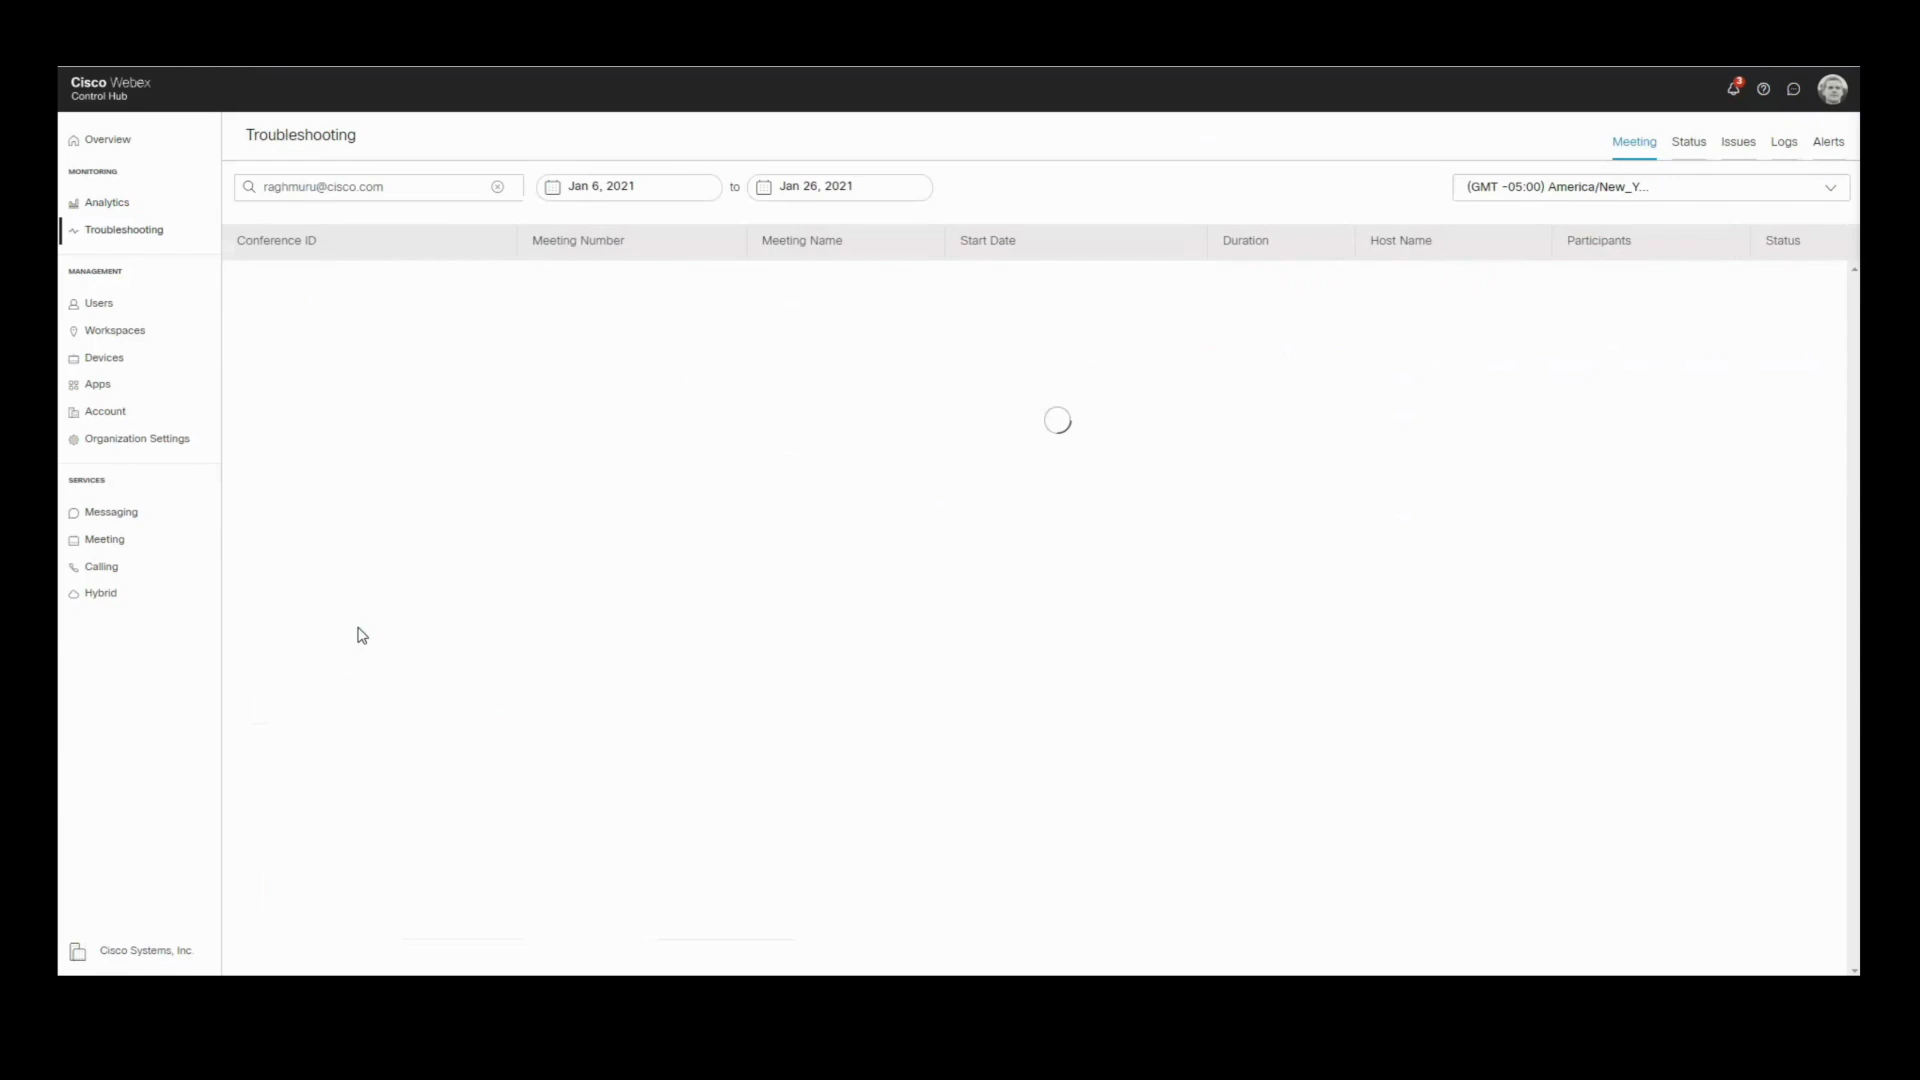 Cisco Webex
Control Hub
3
Overview
MONITORING
Analytics
Troubleshooting
MANAGEMENT
Users
Workspaces
Devices
Apps
Account
Organization Settings
SERVICES
Messaging
Meeting
Calling
Hybrid
Cisco Systems, Inc.
Troubleshooting
Meeting Status Issues Logs Alerts
raghmuru@cisco.com Jan 6, 2021 to Jan 26, 2021 (GMT -05:00) America/New_Y...
Conference ID Meeting Number Meeting Name Start Date Duration Host Name Participants Status